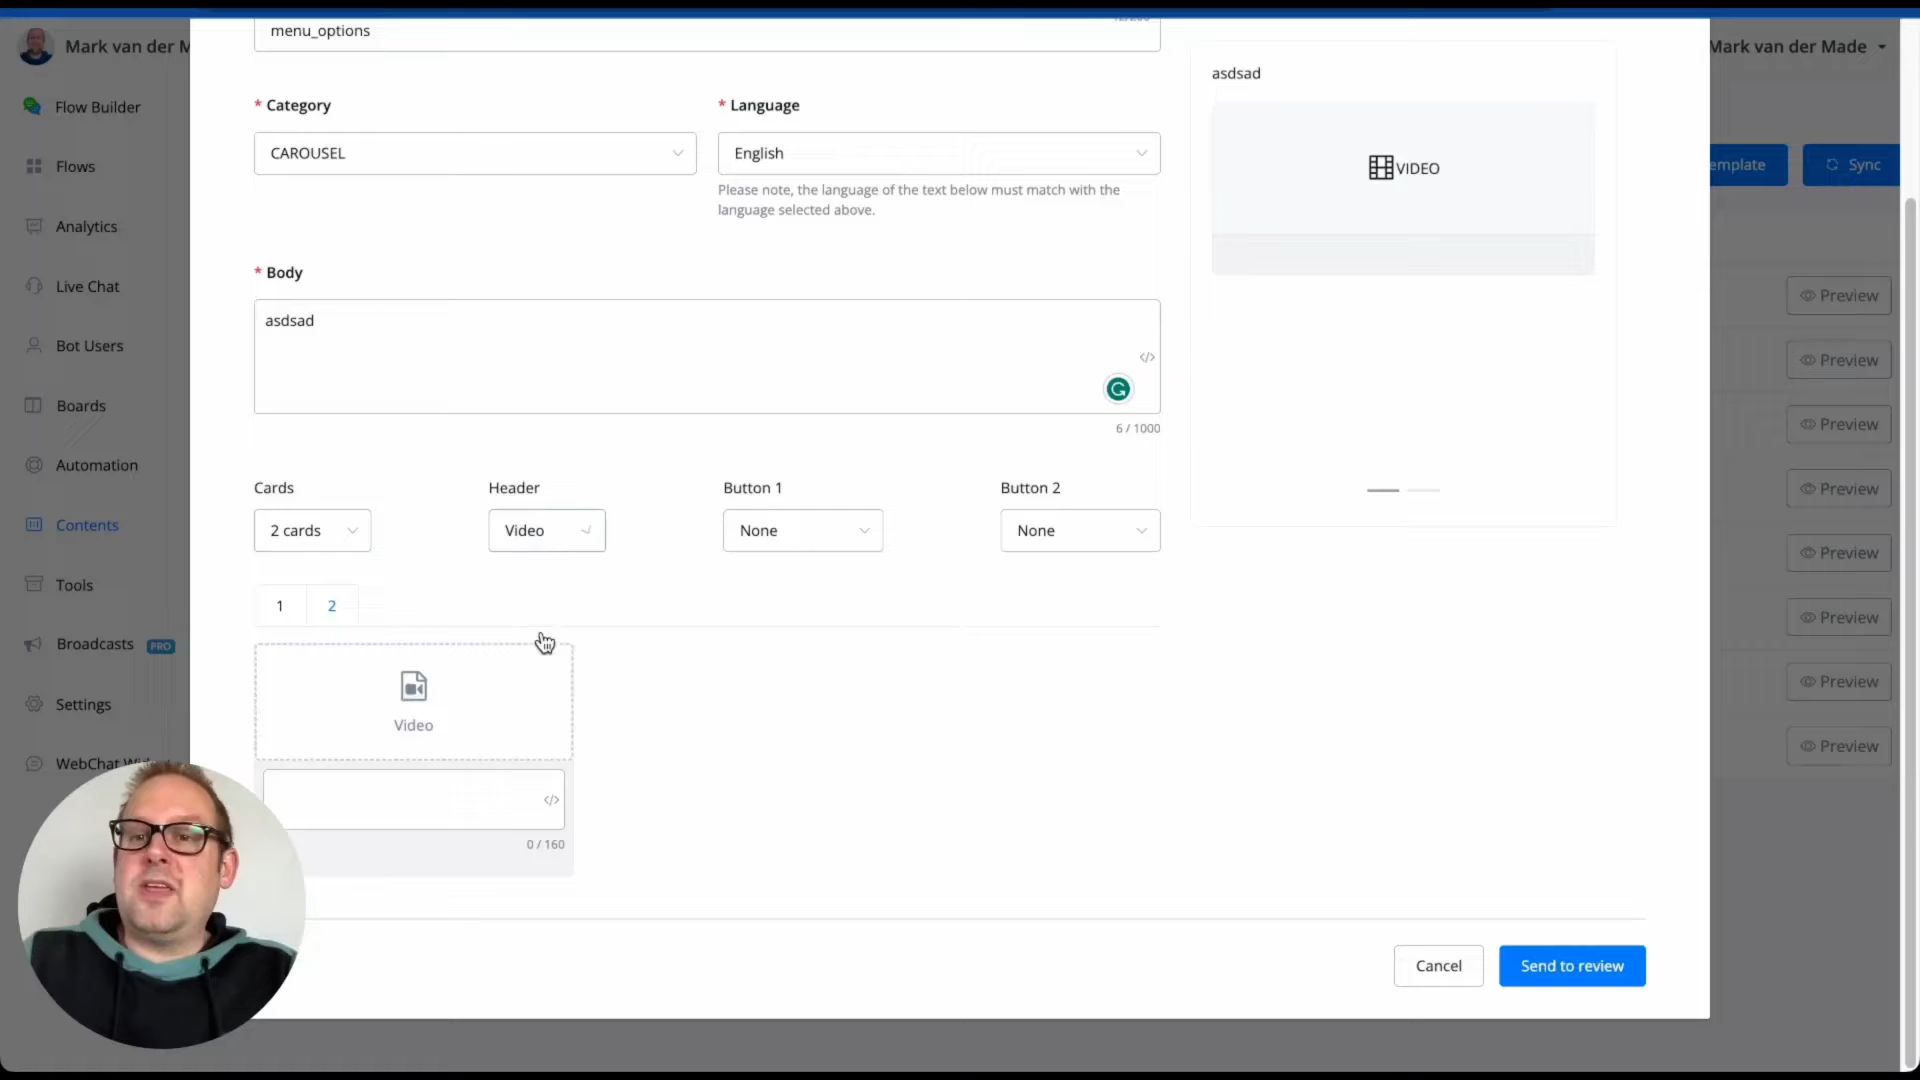 menu_options
Mark van der M
Mark van der Made
asdsad
Flow Builder
* Category
* Language
CAROUSEL
English
VIDEO
emplate
Sync
Flows
Please note, the language of the text below must match with the
language selected above.
Analytics
* Body
Live Chat
Preview
asdsad
Bot Users
Preview
</>
Boards
Preview
6 / 1000
Automation
Cards
Header
Button 1
Button 2
Preview
Contents
2 cards
Video
None
None
Preview
Tools
1
2
Preview
Broadcasts PRO
Settings
Video
Preview
Preview
WebChat Wi
</>
0 / 160
Cancel
Send to review